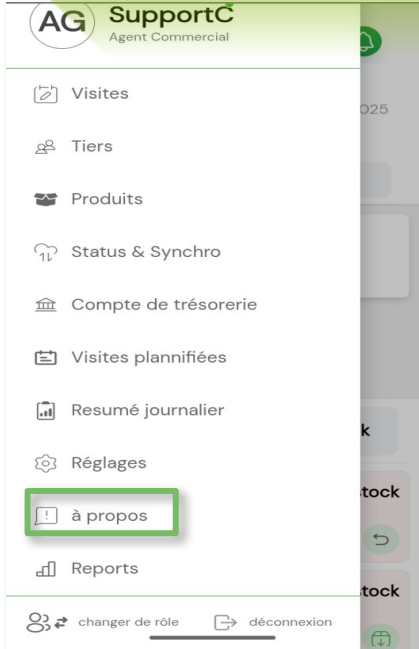 AG
SupportC
Agent Commercial
Visites
025
Tiers
Produits
Status & Synchro
Compte de trésorerie
Visites plannifiées
Resumé journalier
k
Réglages
tock
à propos
Reports
tock
changer de rôle
déconnexion